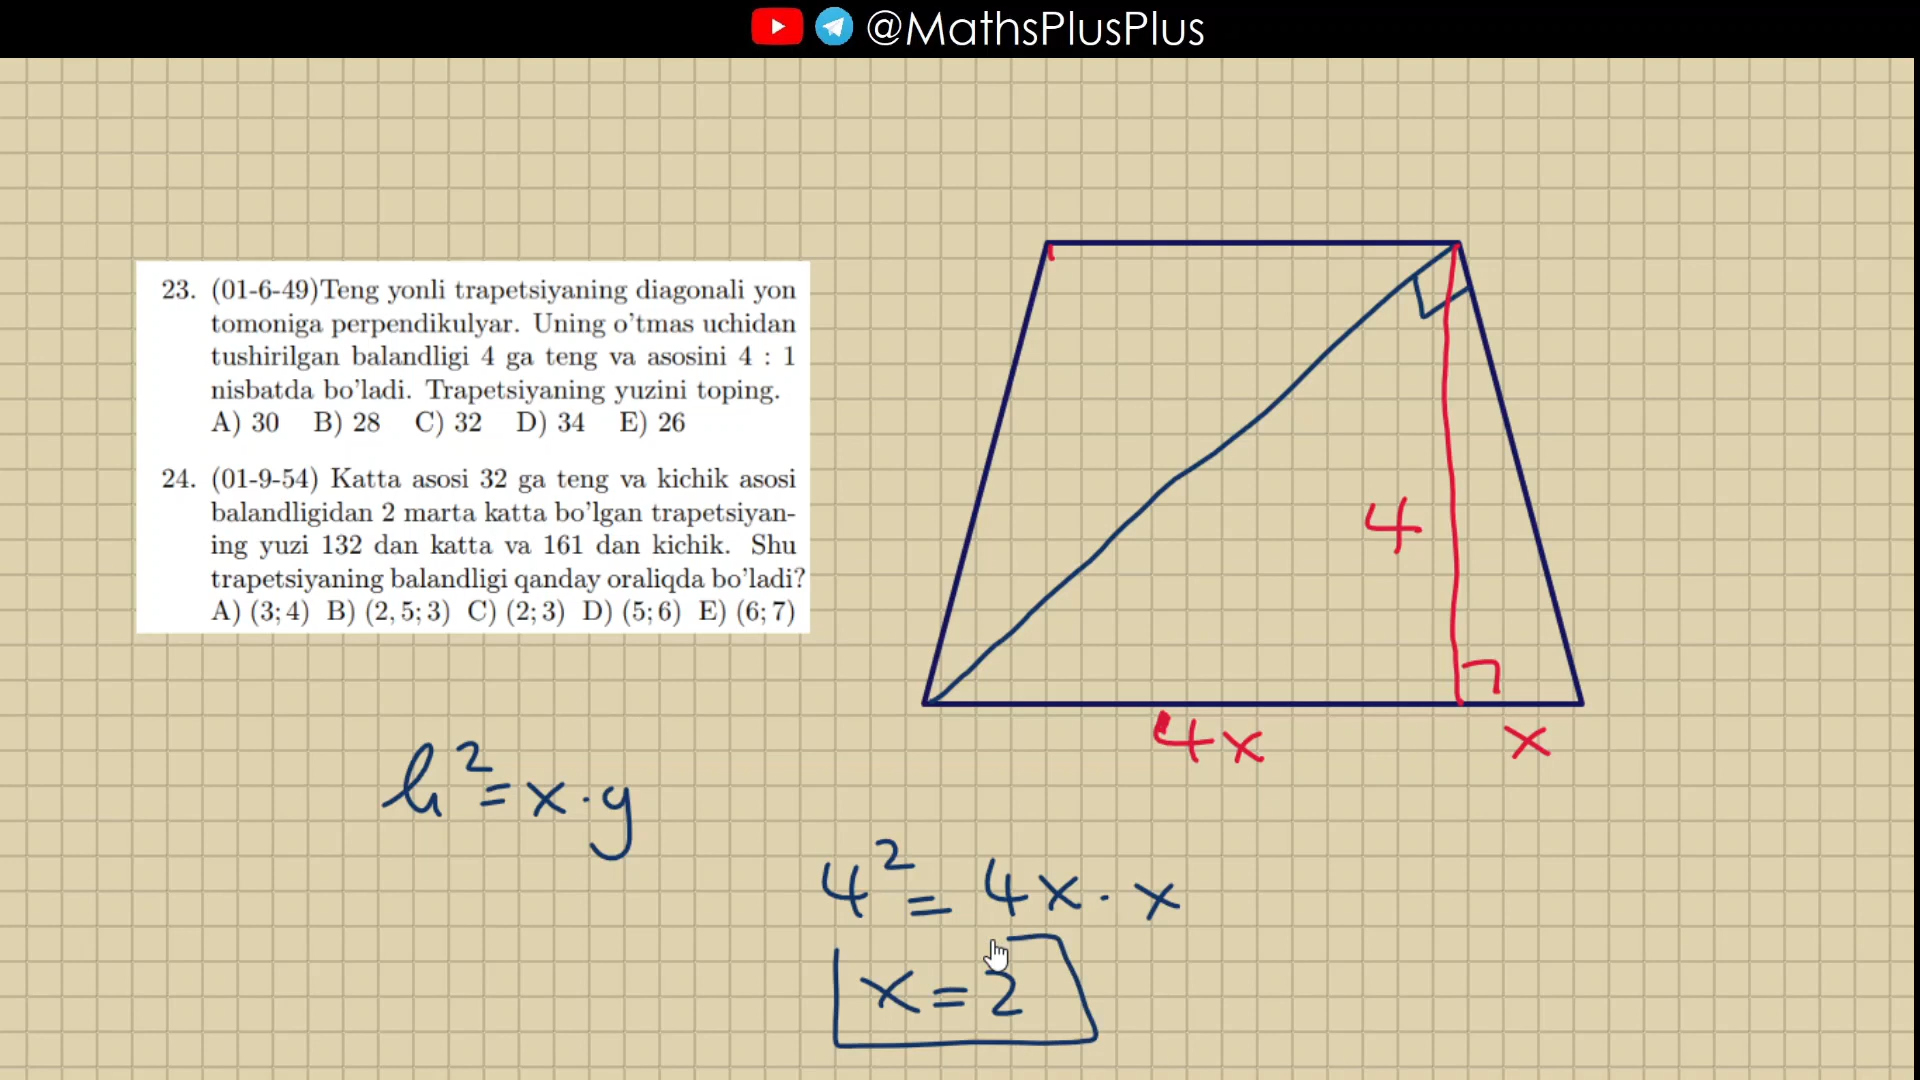 @MathsPlusPlus
23. (01-6-49)Teng yonli trapetsiyaning diagonali yon
tomoniga perpendikulyar. Uning o'tmas uchidan
tushirilgan balandligi 4 ga teng va asosini 4 : 1
nisbatda bo'ladi. Trapetsiyaning yuzini toping.
A) 30 B) 28 C) 32 D) 34 E) 26
24. (01-9-54) Katta asosi 32 ga teng va kichik asosi
balandligidan 2 marta katta bo'lgan trapetsiyan-
ing yuzi 132 dan katta va 161 dan kichik. Shu
trapetsiyaning balandligi qanday oraliqda bo'ladi?
A) (3; 4) B) (2, 5; 3) C) (2; 3) D) (5; 6) E) (6; 7)
4
4x x
h² = x · y
4² = 4x · x
x = 2